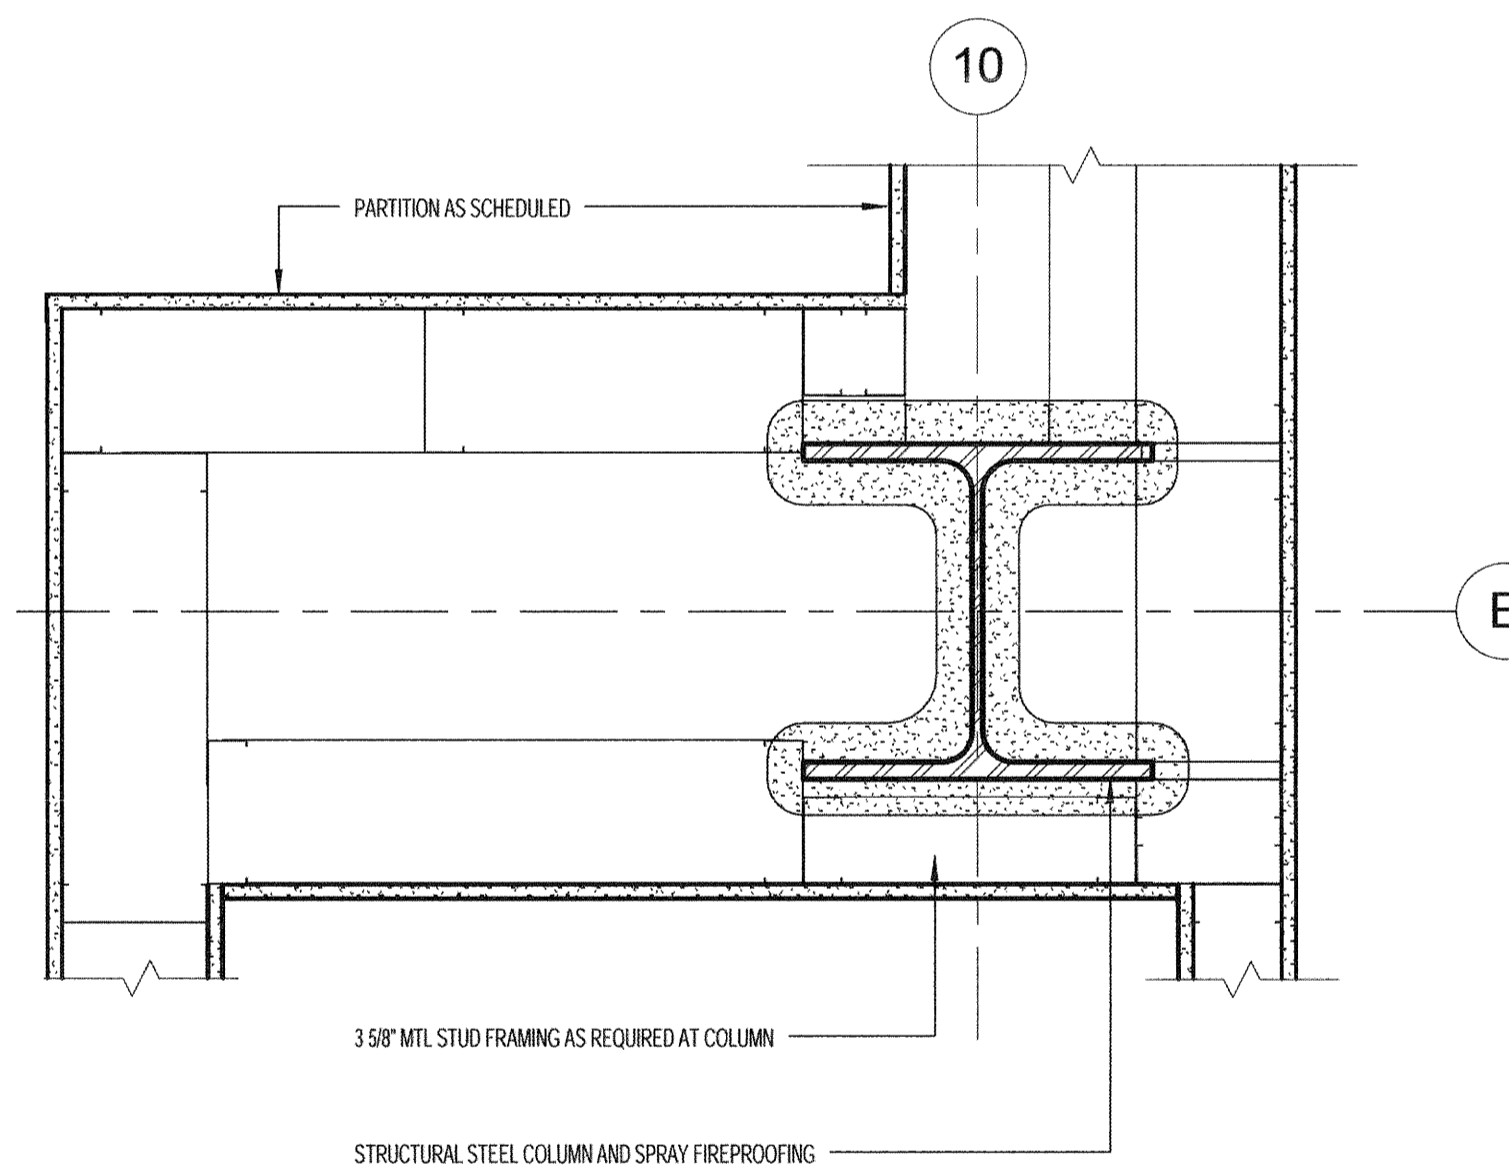 10
PARTITION AS SCHEDULED
3 5/8" MTL STUD FRAMING AS REQUIRED AT COLUMN
STRUCTURAL STEEL COLUMN AND SPRAY FIREPROOFING